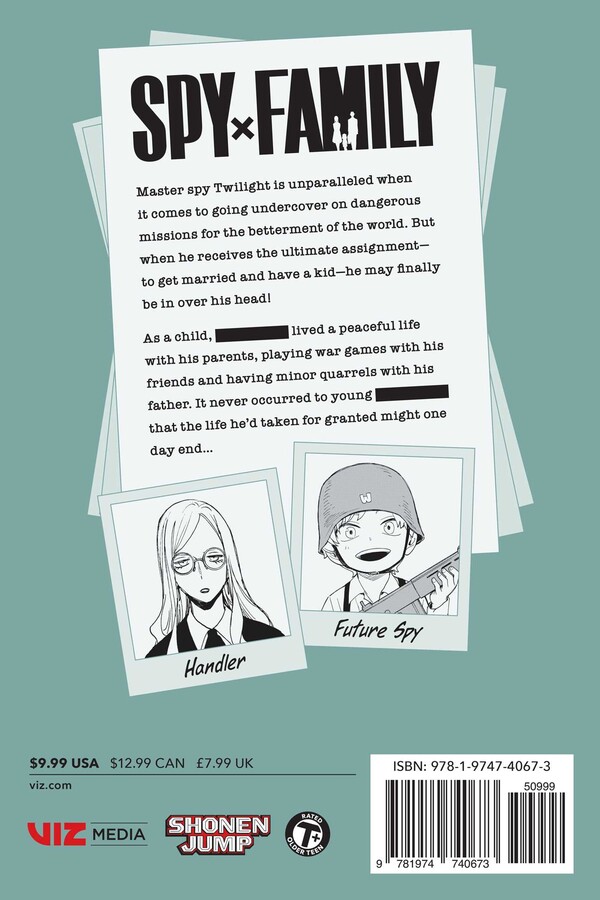 SPY×FAMILY
Master spy Twilight is unparalleled when
it comes to going undercover on dangerous
missions for the betterment of the world. But
when he receives the ultimate assignment—
to get married and have a kid—he may finally
be in over his head!
As a child, lived a peaceful life
with his parents, playing war games with his
friends and having minor quarrels with his
father. It never occurred to young
that the life he'd taken for granted might one
day end...
W
Handler
Future Spy
$9.99 USA $12.99 CAN £7.99 UK
viz.com
VIZ MEDIA
SHONEN
JUMP
RATED
T+
OLDER TEEN
ISBN: 978-1-9747-4067-3
50999
9 781974 740673